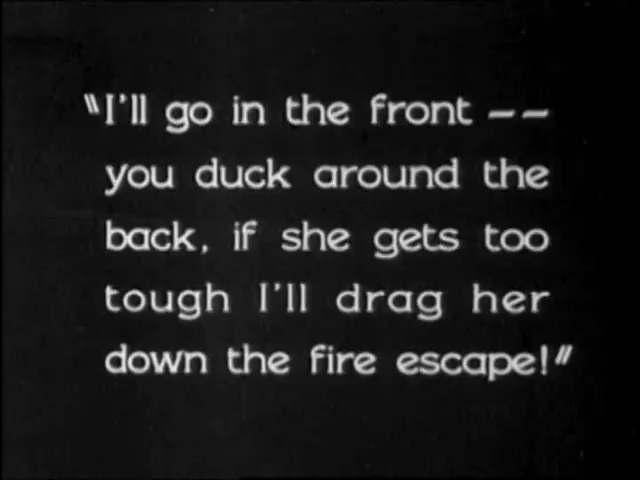 "I'll go in the front --
you duck around the
back, if she gets too
tough I'll drag her
down the fire escape!"